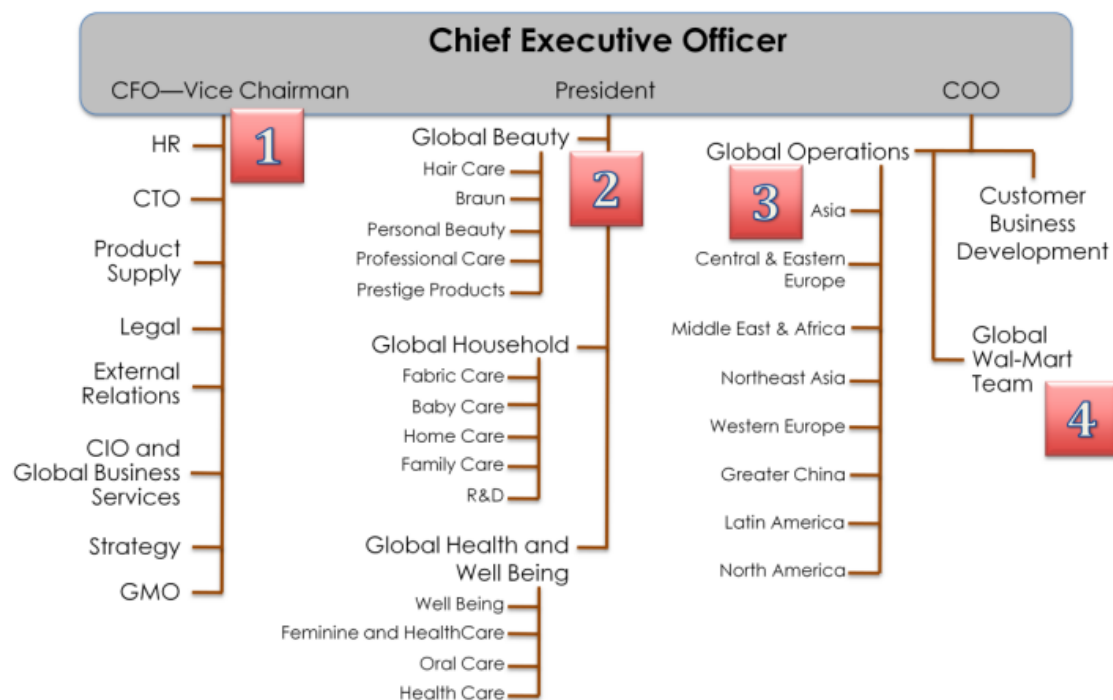 Chief Executive Officer
CFO—Vice Chairman
President
COO
1
HR
CTO
Product
Supply
Legal
External
Relations
CIO and
Global Business
Services
Strategy
GMO
2
Global Beauty
Hair Care
Braun
Personal Beauty
Professional Care
Prestige Products
Global Household
Fabric Care
Baby Care
Home Care
Family Care
R&D
Global Health and
Well Being
Well Being
Feminine and HealthCare
Oral Care
Health Care
Global Operations
3
Asia
Central & Eastern
Europe
Middle East & Africa
Northeast Asia
Western Europe
Greater China
Latin America
North America
Customer
Business
Development
Global
Wal-Mart
Team
4